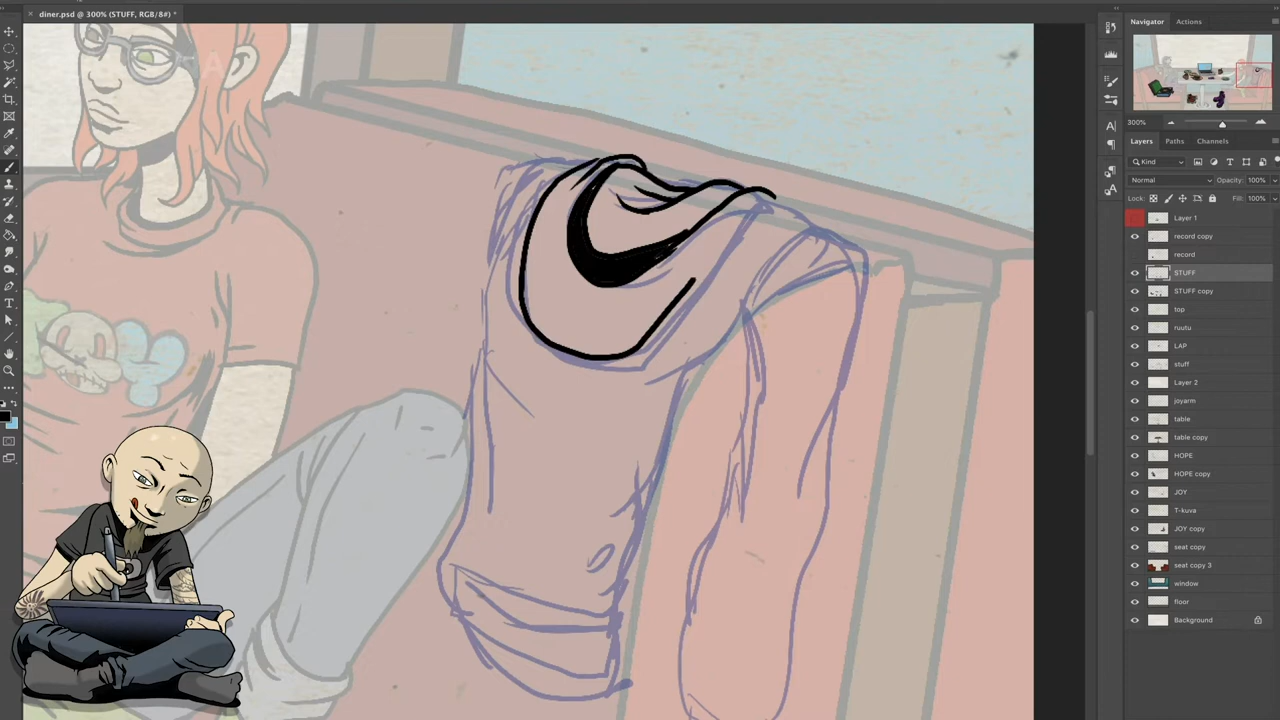 diner.psd @ 300% (STUFF, RGB/8#) *
Navigator
Actions
300%
Layers
Paths
Channels
Kind
Normal
Opacity: 100%
Lock:
Fill: 100%
Layer 1
record copy
record
STUFF
STUFF copy
top
ruutu
LAP
stuff
Layer 2
joyarm
table
table copy
HOPE
HOPE copy
JOY
T-kuva
JOY copy
seat copy
seat copy 3
window
floor
Background